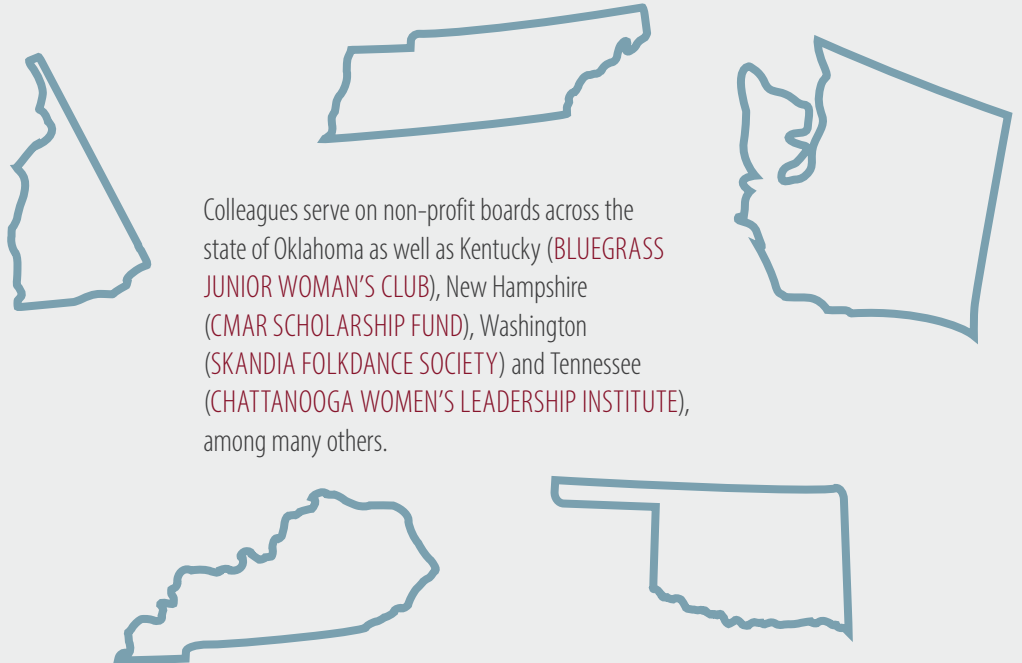 Colleagues serve on non-profit boards across the
state of Oklahoma as well as Kentucky (BLUEGRASS
JUNIOR WOMAN’S CLUB), New Hampshire
(CMAR SCHOLARSHIP FUND), Washington
(SKANDIA FOLKDANCE SOCIETY) and Tennessee
(CHATTANOOGA WOMEN’S LEADERSHIP INSTITUTE),
among many others.